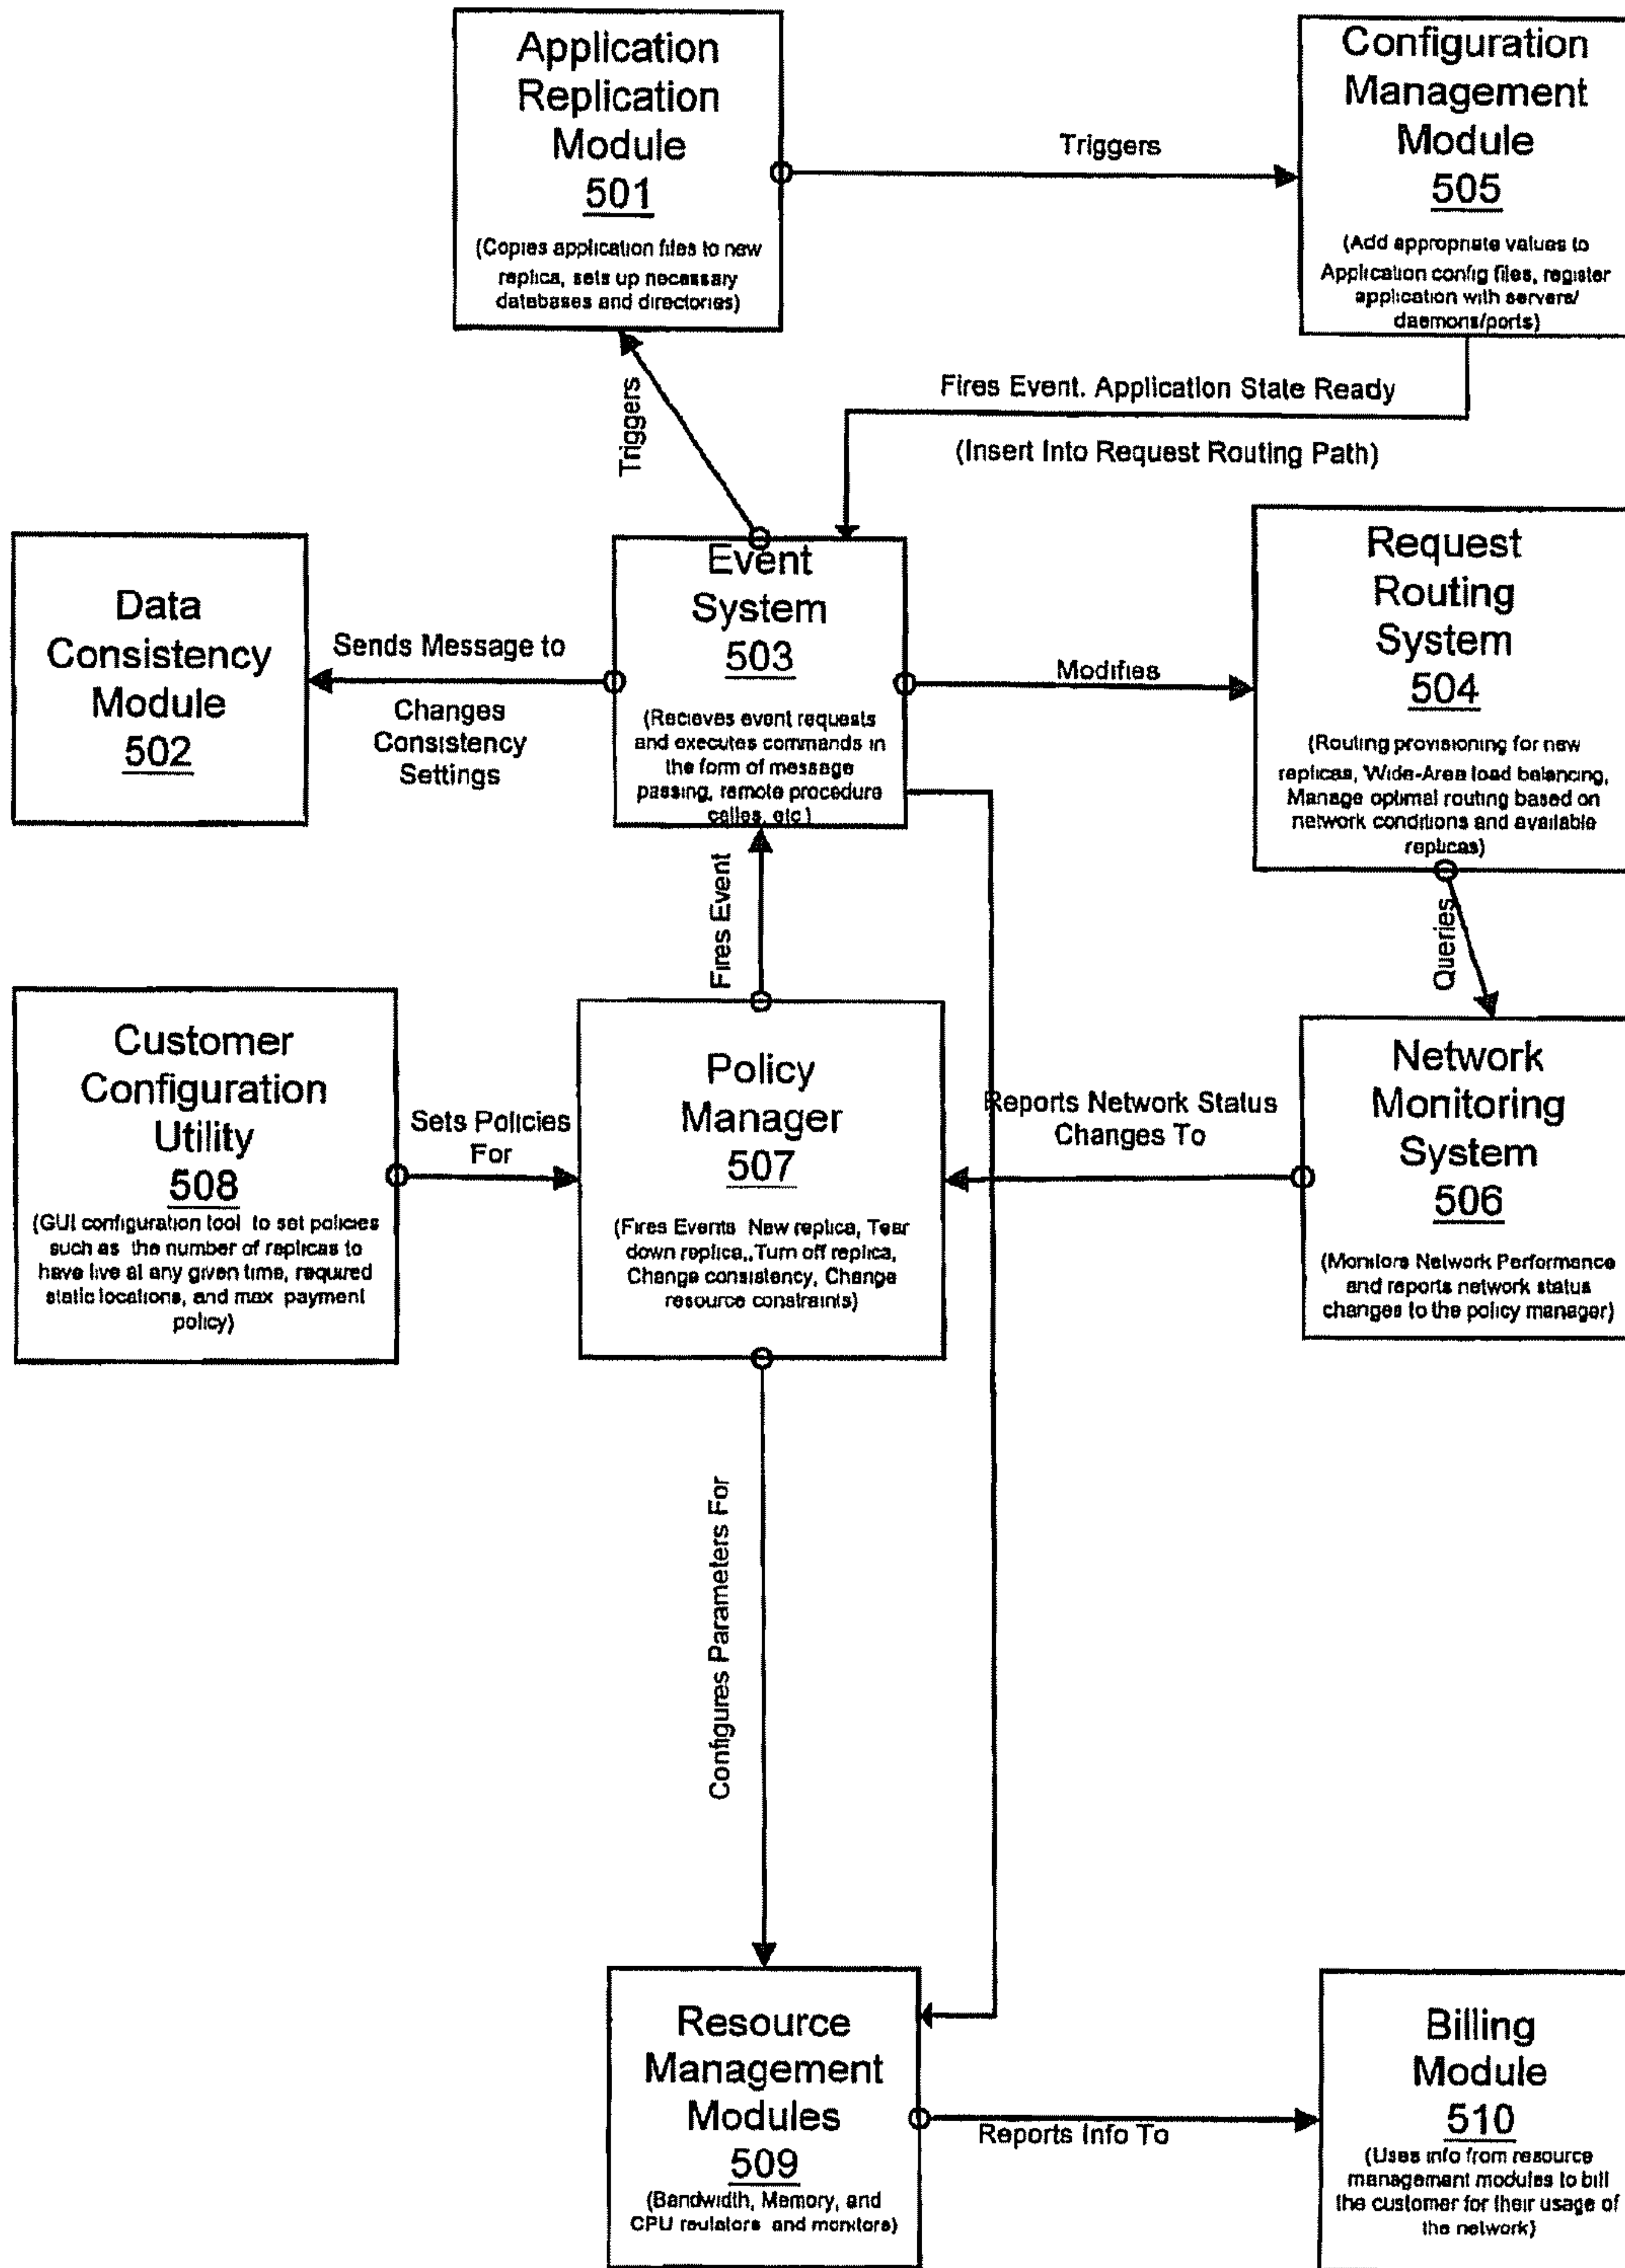 Application
Replication
Module
501
(Copies application files to new
replica, sets up necessary
databases and directories)
Triggers
Configuration
Management
Module
505
(Add appropriate values to
Application config files, register
application with servers/
daemons/ports)
Fires Event. Application State Ready
(Insert Into Request Routing Path)
Triggers
Data
Consistency
Module
502
Sends Message to
Changes
Consistency
Settings
Event
System
503
(Recieves event requests
and executes commands in
the form of message
passing, remote procedure
calles, etc)
Modifies
Request
Routing
System
504
(Routing provisioning for new
replicas, Wide-Area load balancing,
Manage optimal routing based on
network conditions and available
replicas)
Fires Event
Queries
Customer
Configuration
Utility
508
(GUI configuration tool to set policies
such as the number of replicas to
have live at any given time, required
static locations, and max payment
policy)
Sets Policies
For
Policy
Manager
507
(Fires Events New replica, Tear
down replica,,Turn off replica,
Change consistency, Change
resource constraints)
Reports Network Status
Changes To
Network
Monitoring
System
506
(Monitors Network Performance
and reports network status
changes to the policy manager)
Configures Parameters For
Resource
Management
Modules
509
(Bandwidth, Memory, and
CPU reulators and monitors)
Reports Info To
Billing
Module
510
(Uses info from resource
management modules to bill
the customer for their usage of
the network)